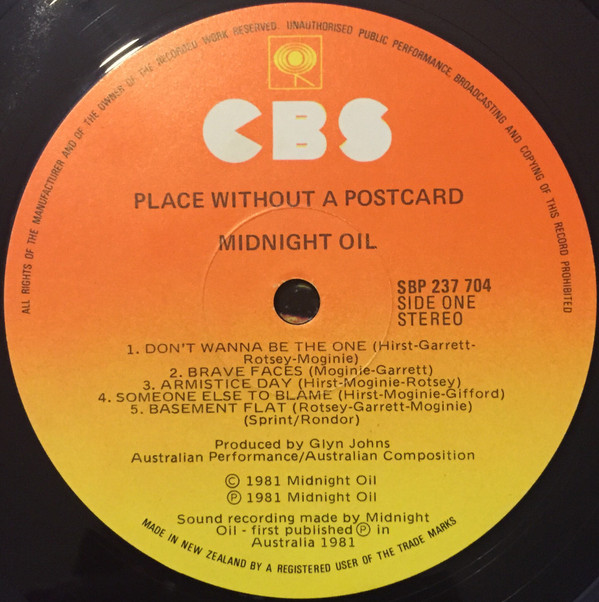 ALL RIGHTS OF THE MANUFACTURER AND OF THE OWNER OF THE RECORDED WORK RESERVED. UNAUTHORISED PUBLIC PERFORMANCE, BROADCASTING AND COPYING OF THIS RECORD PROHIBITED
CBS
PLACE WITHOUT A POSTCARD
MIDNIGHT OIL
SBP 237 704
SIDE ONE
STEREO
1. DON'T WANNA BE THE ONE (Hirst-Garrett-
Rotsey-Moginie)
2. BRAVE FACES (Moginie-Garrett)
3. ARMISTICE DAY (Hirst-Moginie-Rotsey)
4. SOMEONE ELSE TO BLAME (Hirst-Moginie-Gifford)
5. BASEMENT FLAT (Rotsey-Garrett-Moginie)
(Sprint/Rondor)
Produced by Glyn Johns
Australian Performance/Australian Composition
© 1981 Midnight Oil
℗ 1981 Midnight Oil
Sound recording made by Midnight
Oil - first published ℗ in
Australia 1981
MADE IN NEW ZEALAND BY A REGISTERED USER OF THE TRADE MARKS